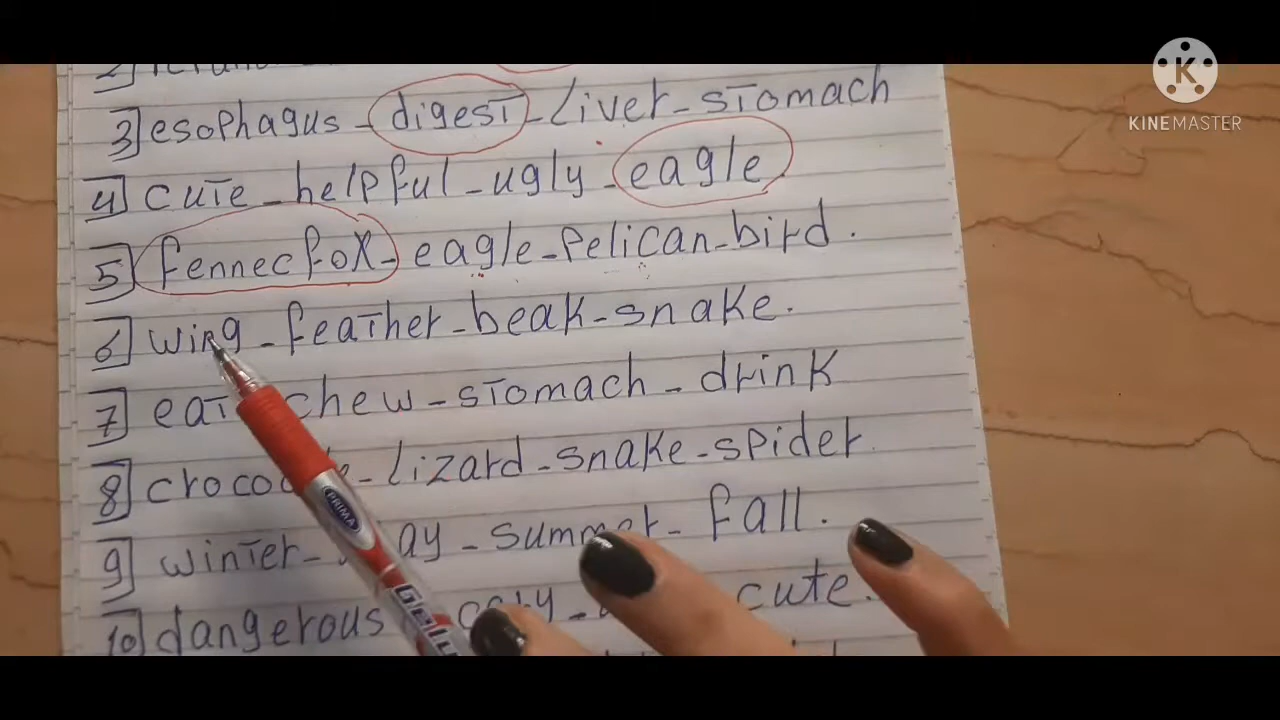 KINEMASTER
3 esophagus - digest - liver - stomach
4 cute - helpful - ugly - eagle.
5 fennec fox - eagle - pelican - bird.
6 wing - feather - beak - snake.
7 eat chew - stomach - drink
8 - lizard - snake - spider.
9 winter - - summer - fall.
10 dangerous cute.
PRIMA